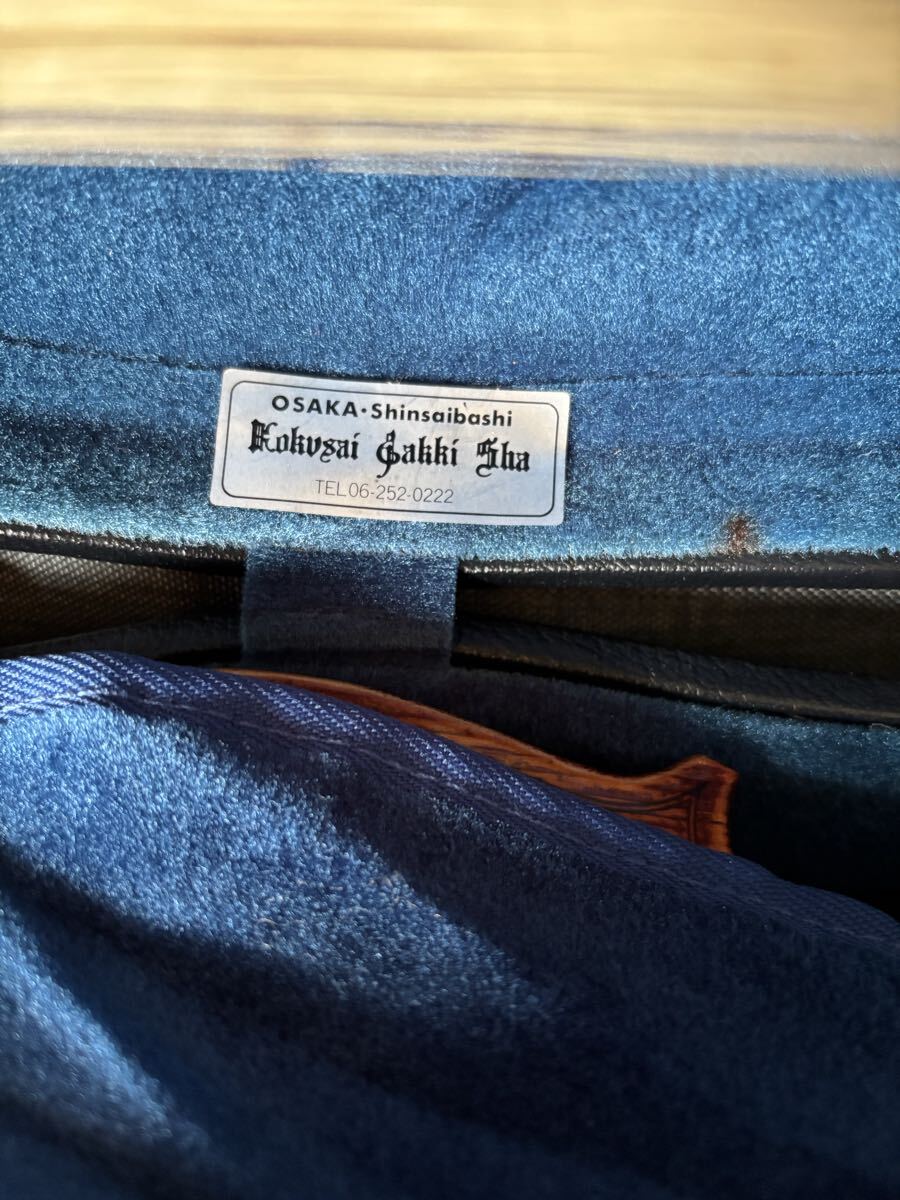 OSAKA·Shinsaibashi
Kokusai Gakki Sha
TEL 06-252-0222